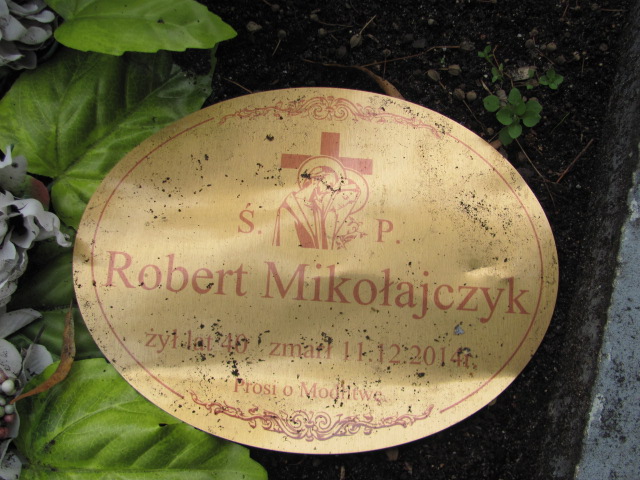 Ś. P.
Robert Mikołajczyk
żył lat 40 zmarł 11.12.2014r.
Prosi o Modlitwę.